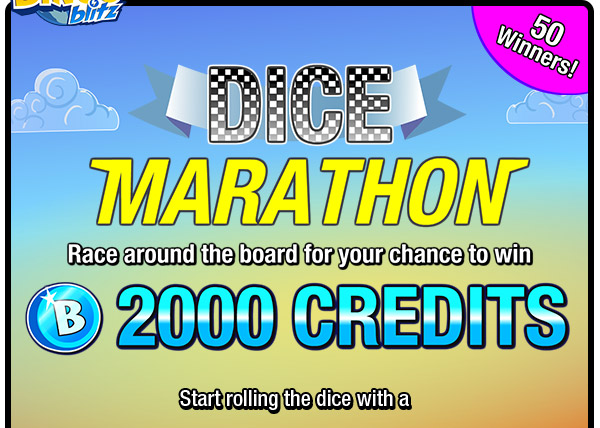 blitz
50
Winners!
DICE
MARATHON
Race around the board for your chance to win
B 2000 CREDITS
Start rolling the dice with a